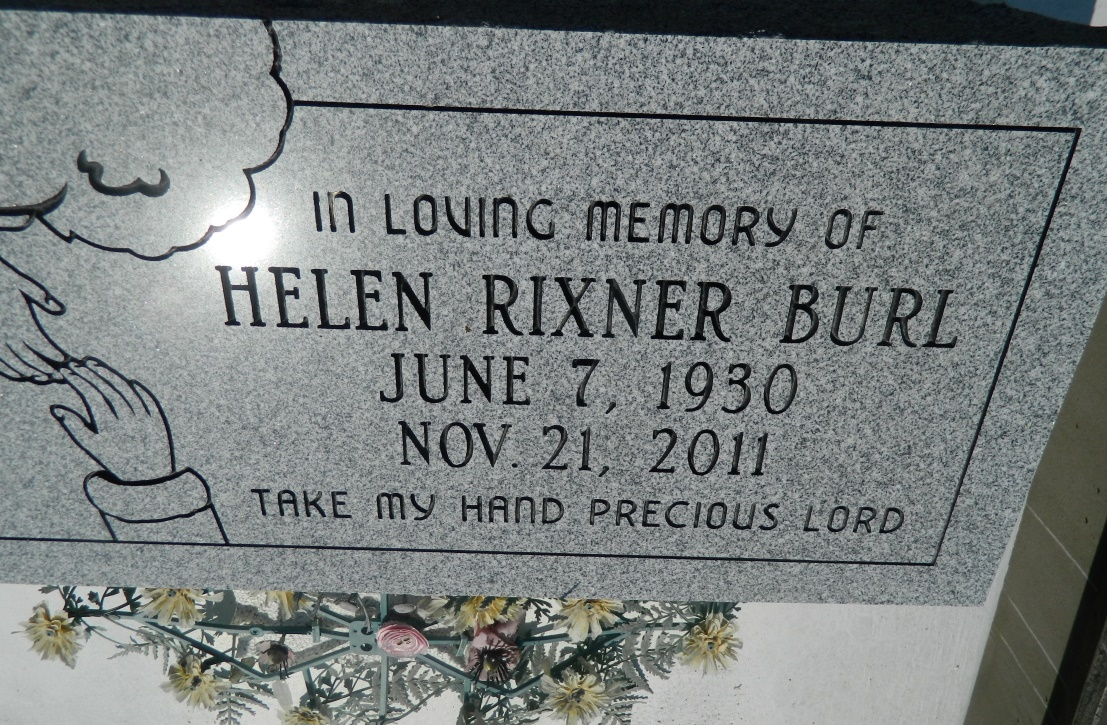 IN LOVING MEMORY OF
HELEN RIXNER BURL
JUNE 7, 1930
NOV. 21, 2011
TAKE MY HAND PRECIOUS LORD